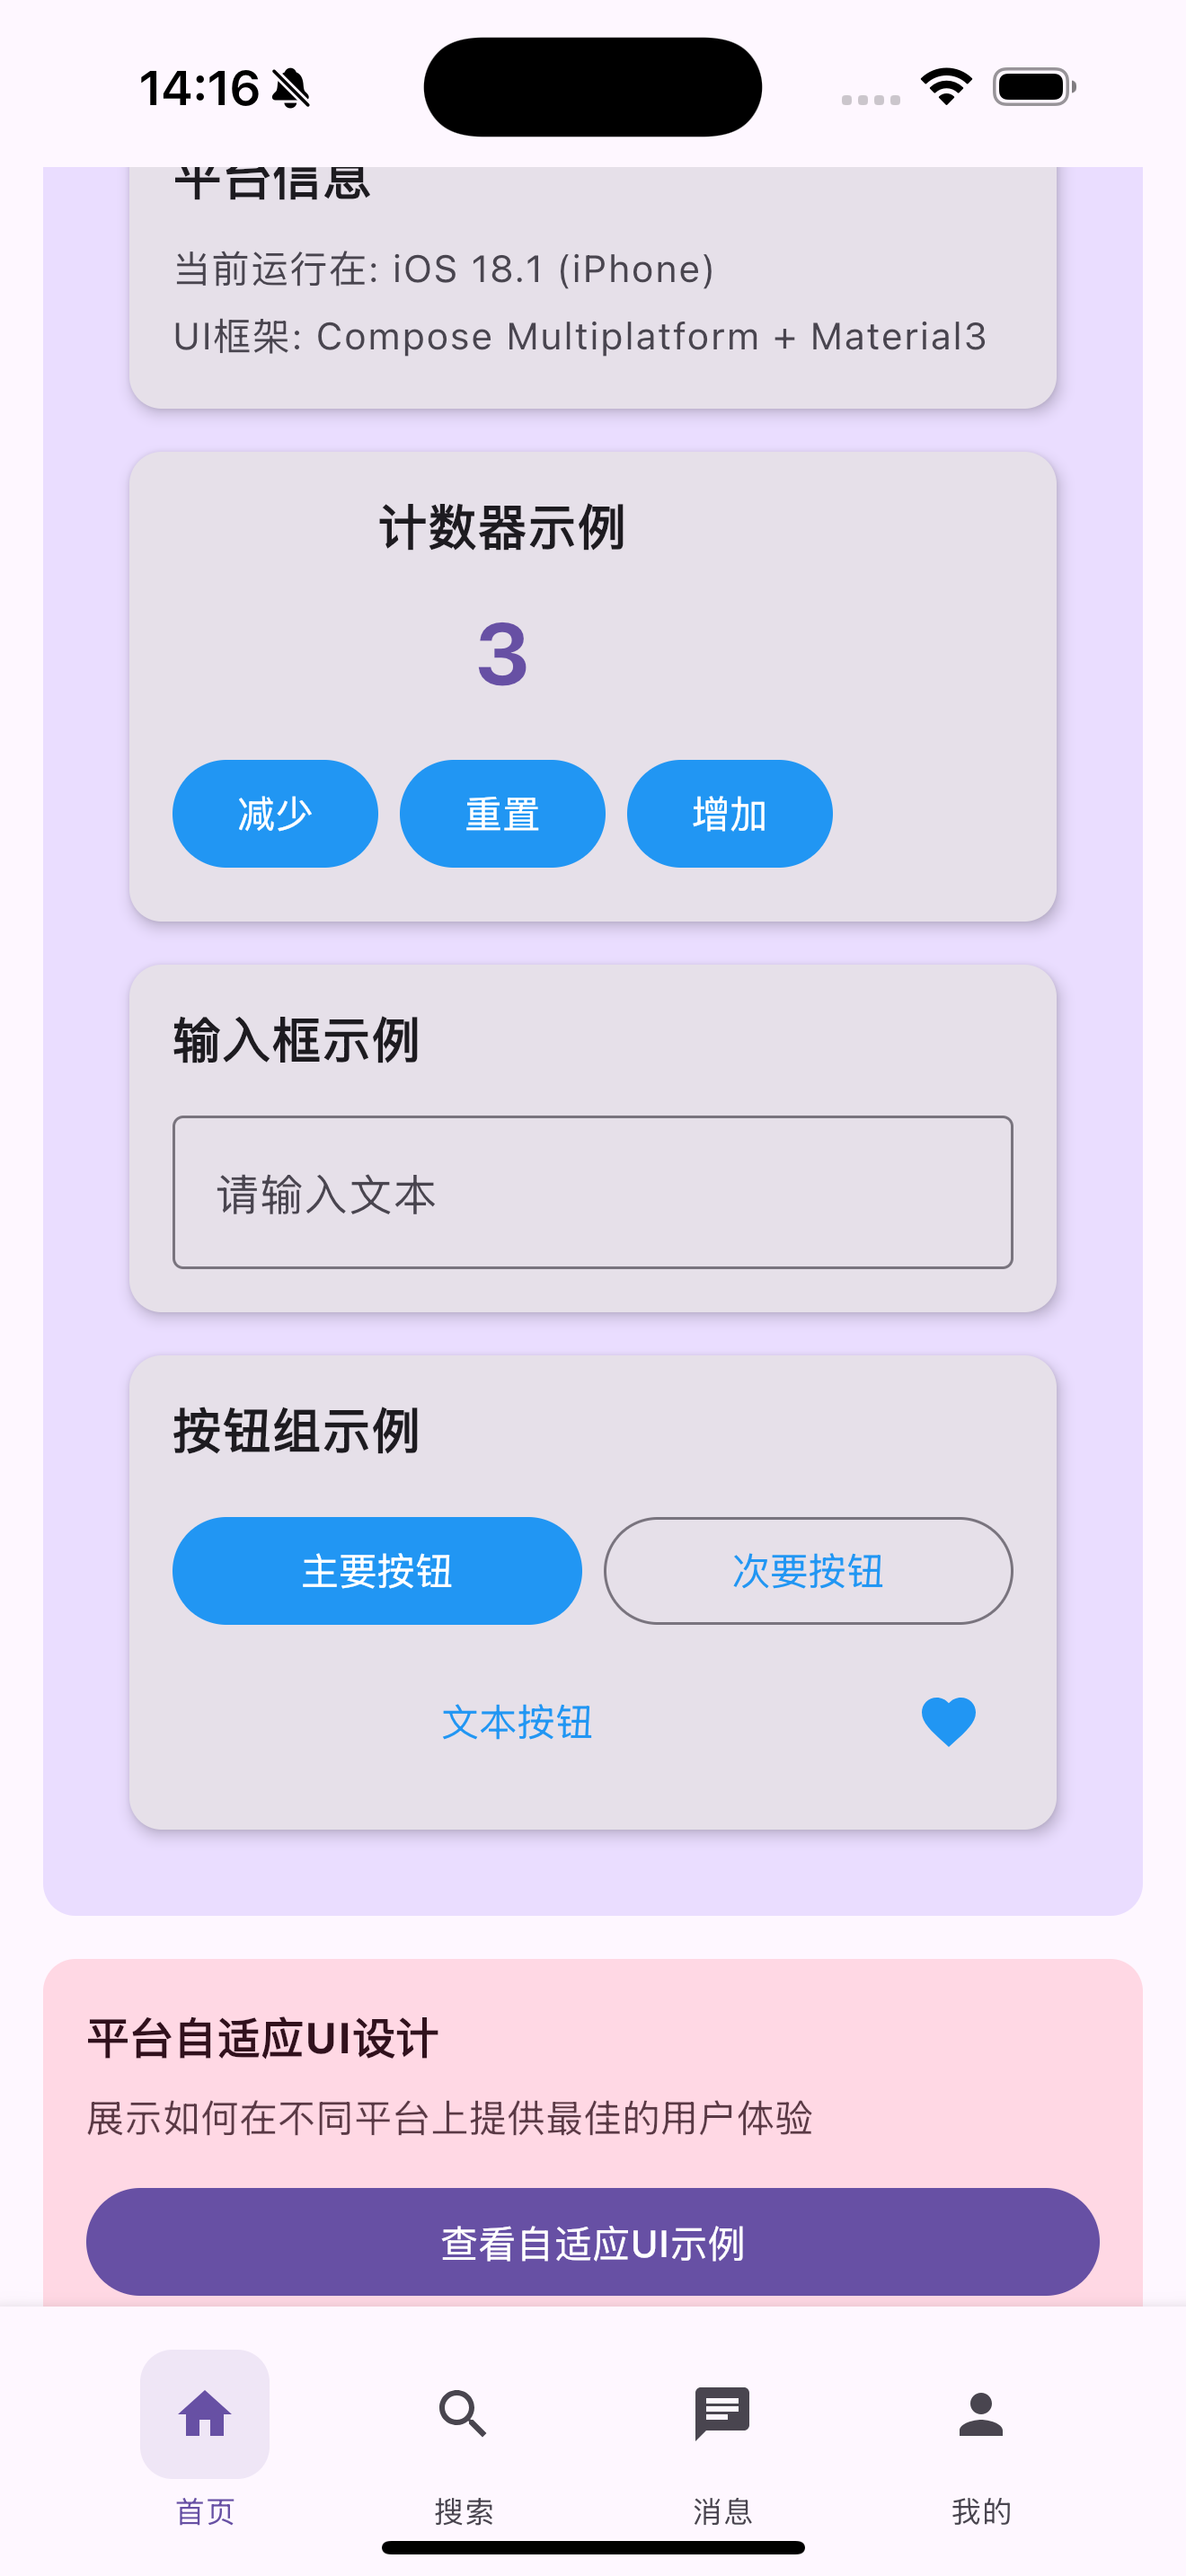 14:16
平台信息
当前运行在: iOS 18.1 (iPhone)
UI框架: Compose Multiplatform + Material3
计数器示例
3
减少 重置 增加
输入框示例
请输入文本
按钮组示例
主要按钮 次要按钮
文本按钮
平台自适应UI设计
展示如何在不同平台上提供最佳的用户体验
查看自适应UI示例
首页 搜索 消息 我的